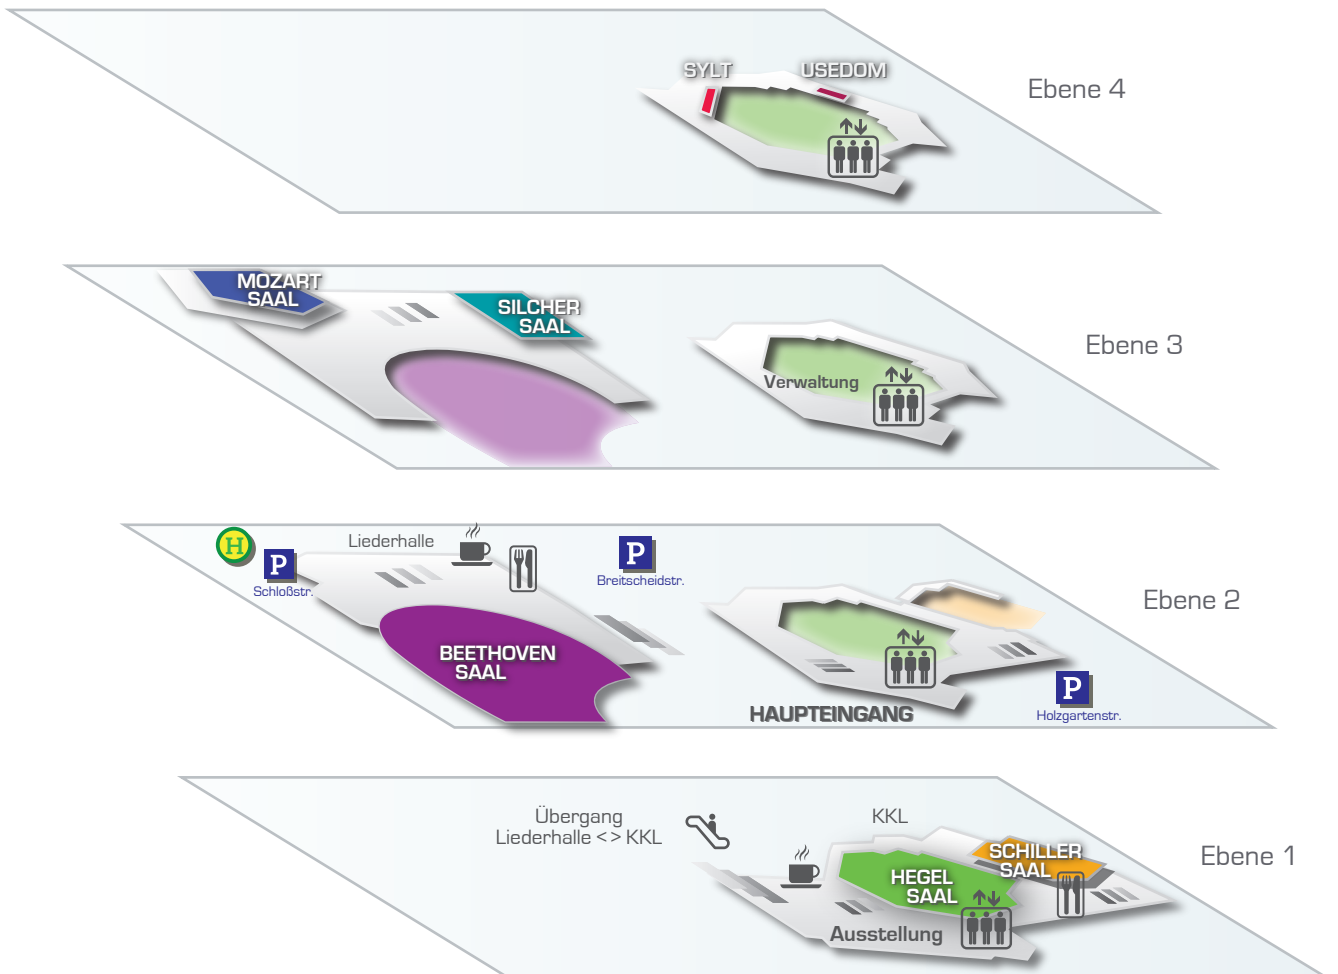 SYLT
USEDOM
Ebene 4
MOZART
SAAL
SILCHER
SAAL
Verwaltung
Ebene 3
H
P
Schloßstr.
Liederhalle
P
Breitscheidstr.
BEETHOVEN
SAAL
Ebene 2
P
Holzgartenstr.
HAUPTEINGANG
Übergang
Liederhalle <> KKL
KKL
SCHILLER
SAAL
HEGEL
SAAL
Ausstellung
Ebene 1